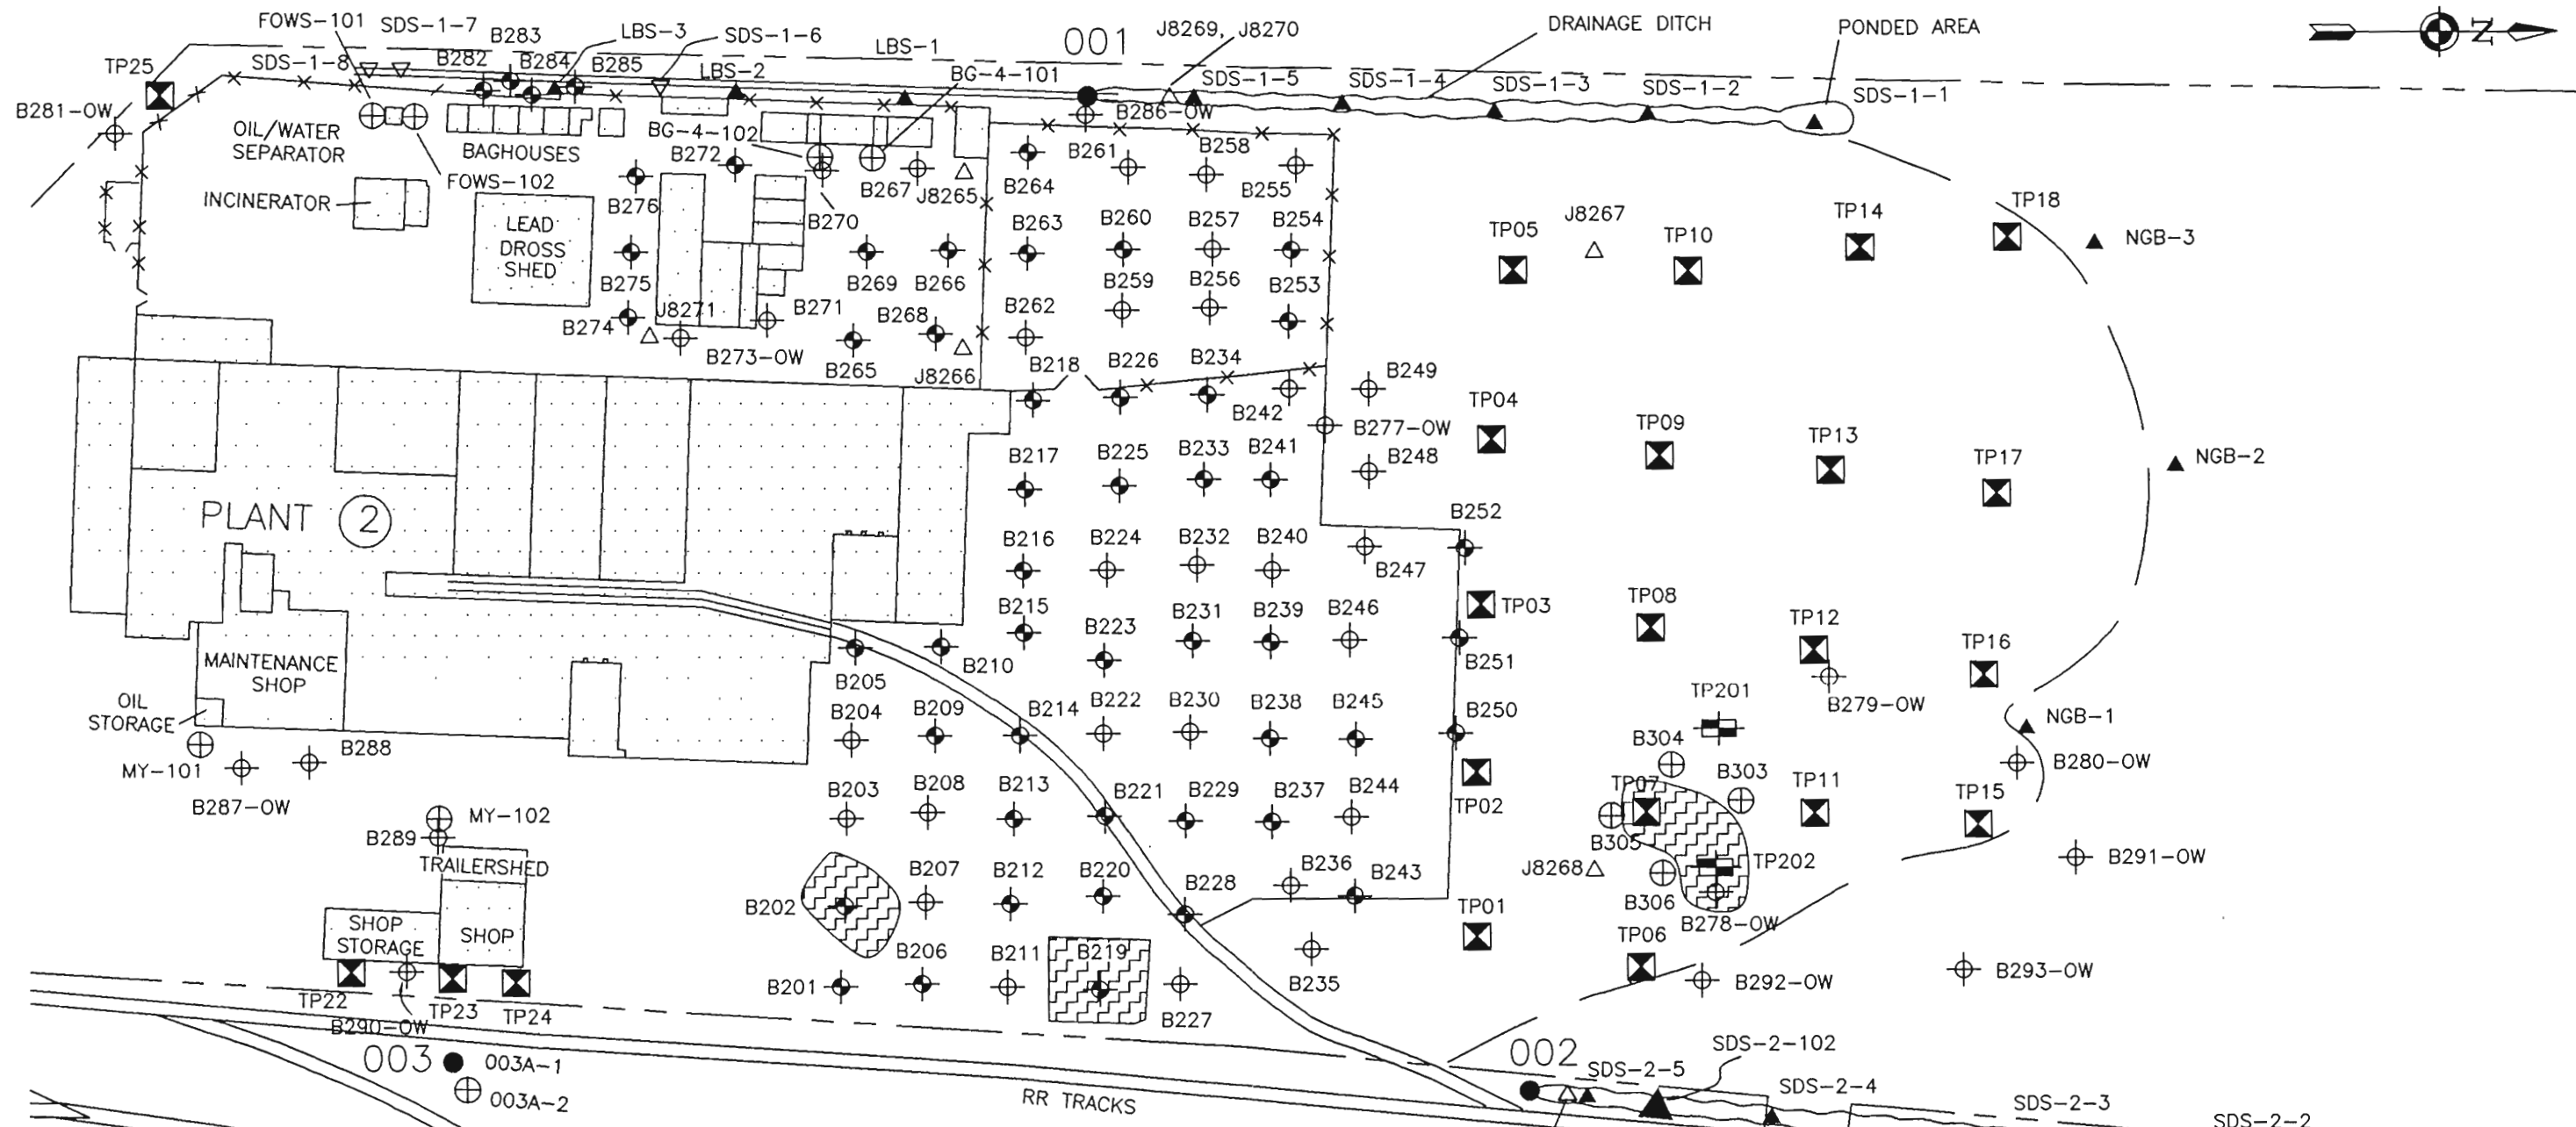 FOWS-101
SDS-1-7
B283
LBS-3
SDS-1-6
LBS-1
001
J8269, J8270
DRAINAGE DITCH
PONDED AREA
N
TP25
SDS-1-8
B282
B284
B285
LBS-2
BG-4-101
SDS-1-5
SDS-1-4
SDS-1-3
SDS-1-2
SDS-1-1
B281-OW
OIL/WATER
SEPARATOR
BAGHOUSES
BG-4-102
B272
B286-OW
B261
B258
FOWS-102
B267
J8265
B264
B255
INCINERATOR
B276
B270
LEAD
DROSS
SHED
B263
B260
B257
B254
TP05
J8267
TP10
TP14
TP18
NGB-3
B275
B269
B266
B259
B256
B253
B274
J8271
B271
B268
B262
B273-OW
B265
J8266
B218
B226
B234
B249
B242
B277-OW
TP04
TP09
TP13
TP17
NGB-2
B217
B225
B233
B241
B248
PLANT 2
B216
B224
B232
B240
B252
B247
B215
B223
B231
B239
B246
TP03
TP08
TP12
TP16
MAINTENANCE
SHOP
B210
B251
B205
OIL
STORAGE
B204
B209
B214
B222
B230
B238
B245
B250
TP201
B279-OW
NGB-1
B288
MY-101
B304
B280-OW
B287-OW
B203
B208
B213
B221
B229
B237
B244
TP02
TP07
B303
TP11
TP15
MY-102
B289
B305
TRAILERSHED
B207
B212
B220
B228
B236
B243
J8268
TP202
B291-OW
B202
B306
B278-OW
TP01
SHOP
STORAGE
SHOP
B206
B211
B219
B235
TP06
B201
B292-OW
B293-OW
TP22
TP23
TP24
B227
B290-OW
003
003A-1
002
SDS-2-5
SDS-2-102
003A-2
RR TRACKS
SDS-2-4
SDS-2-3
SDS-2-2